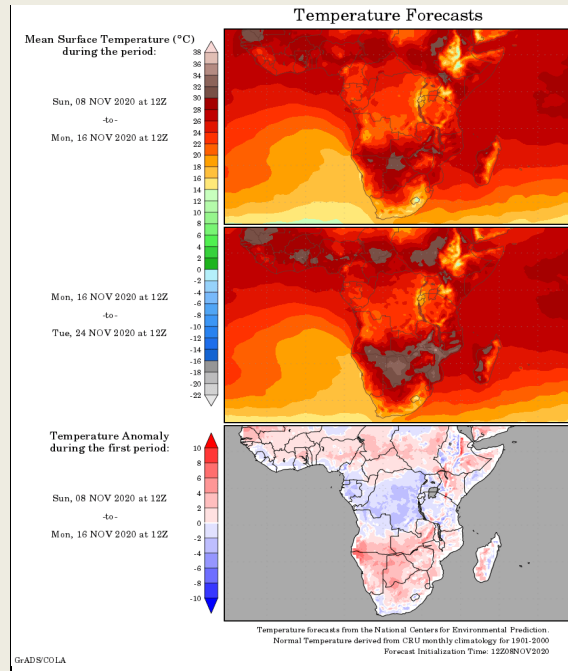 Temperature Forecasts
Mean Surface Temperature (°C)
during the period:
Sun, 08 NOV 2020 at 12Z
-to-
Mon, 16 NOV 2020 at 12Z
38
36
34
32
30
28
26
24
22
20
18
16
14
12
10
8
6
4
2
0
-2
-4
-6
-8
-10
-12
-14
-16
-18
-20
-22
Mon, 16 NOV 2020 at 12Z
-to-
Tue, 24 NOV 2020 at 12Z
Temperature Anomaly
during the first period:
Sun, 08 NOV 2020 at 12Z
-to-
Mon, 16 NOV 2020 at 12Z
10
8
6
4
2
0
-2
-4
-6
-8
-10
Temperature forecasts from the National Centers for Environmental Prediction.
Normal Temperature derived from CRU monthly climatology for 1901-2000
Forecast Initialization Time: 12Z08NOV2020
GrADS/COLA